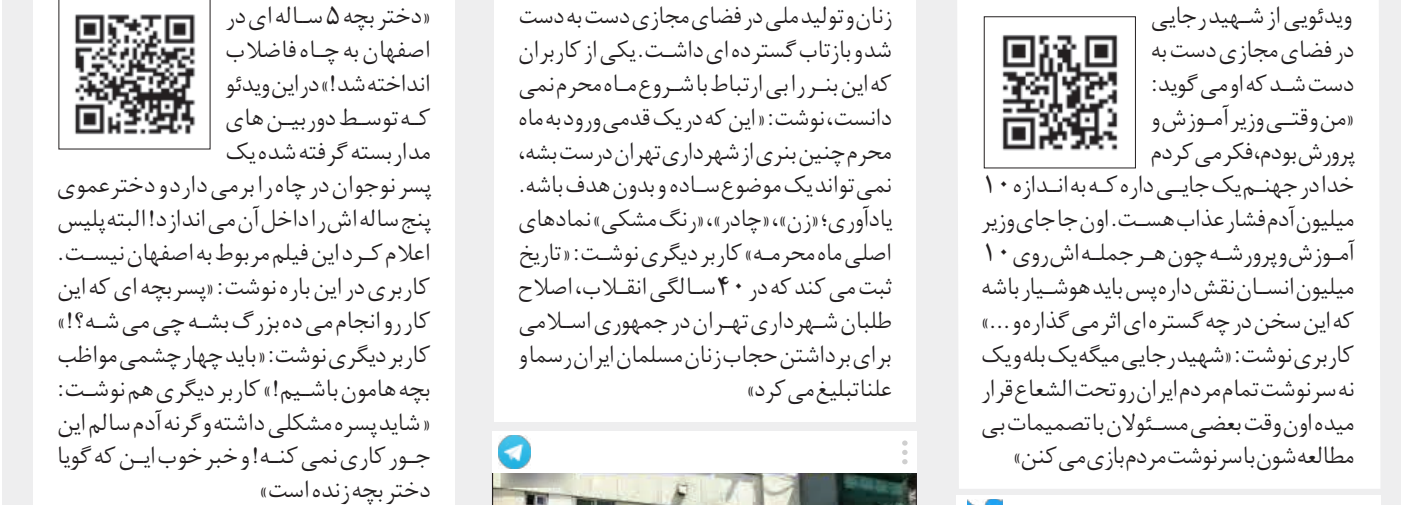 ویدئویی از شهید رجایی
در فضای مجازی دست به
دست شد که او می گوید:
«من وقتی وزیر آموزش و
پرورش بودم، فکر می کردم
خدا در جهنم یک جایی داره که به اندازه ۱۰
میلیون آدم فشار عذاب هست. اون جا جای وزیر
آموزش و پرورشه چون هر جمله اش روی ۱۰
میلیون انسان نقش داره پس باید هوشیار باشه
که این سخن در چه گستره ای اثر می گذاره و ...»
کاربری نوشت: «شهید رجایی میگه یک بله و یک
نه سرنوشت تمام مردم ایران رو تحت الشعاع قرار
میده اون وقت بعضی مسئولان با تصمیمات بی
مطالعه شون با سرنوشت مردم بازی می کنن»
زنان و تولید ملی در فضای مجازی دست به دست
شد و بازتاب گسترده ای داشت. یکی از کاربران
که این بنر را بی ارتباط با شروع ماه محرم نمی
دانست، نوشت: «این که در یک قدمی ورود به ماه
محرم چنین بنری از شهرداری تهران درست بشه،
نمی تواند یک موضوع ساده و بدون هدف باشه.
یادآوری؛ «زن»، «چادر»، «رنگ مشکی» نمادهای
اصلی ماه محرمه» کاربر دیگری نوشت: «تاریخ
ثبت می کند که در ۴۰ سالگی انقلاب، اصلاح
طلبان شهرداری تهران در جمهوری اسلامی
برای برداشتن حجاب زنان مسلمان ایران رسما و
علنا تبلیغ می کرد»
«دختر بچه ۵ ساله ای در
اصفهان به چاه فاضلاب
انداخته شد!» در این ویدئو
که توسط دوربین های
مداربسته گرفته شده یک
پسر نوجوان در چاه را برمی دارد و دختر عموی
پنج ساله اش را داخل آن می اندازد! البته پلیس
اعلام کرد این فیلم مربوط به اصفهان نیست.
کاربری در این باره نوشت: «پسربچه ای که این
کار رو انجام می ده بزرگ بشه چی می شه؟!»
کاربر دیگری نوشت: «باید چهار چشمی مواظب
بچه هامون باشیم!» کاربر دیگری هم نوشت:
«شاید پسره مشکلی داشته وگرنه آدم سالم این
جور کاری نمی کنه! و خبر خوب این که گویا
دختر بچه زنده است»